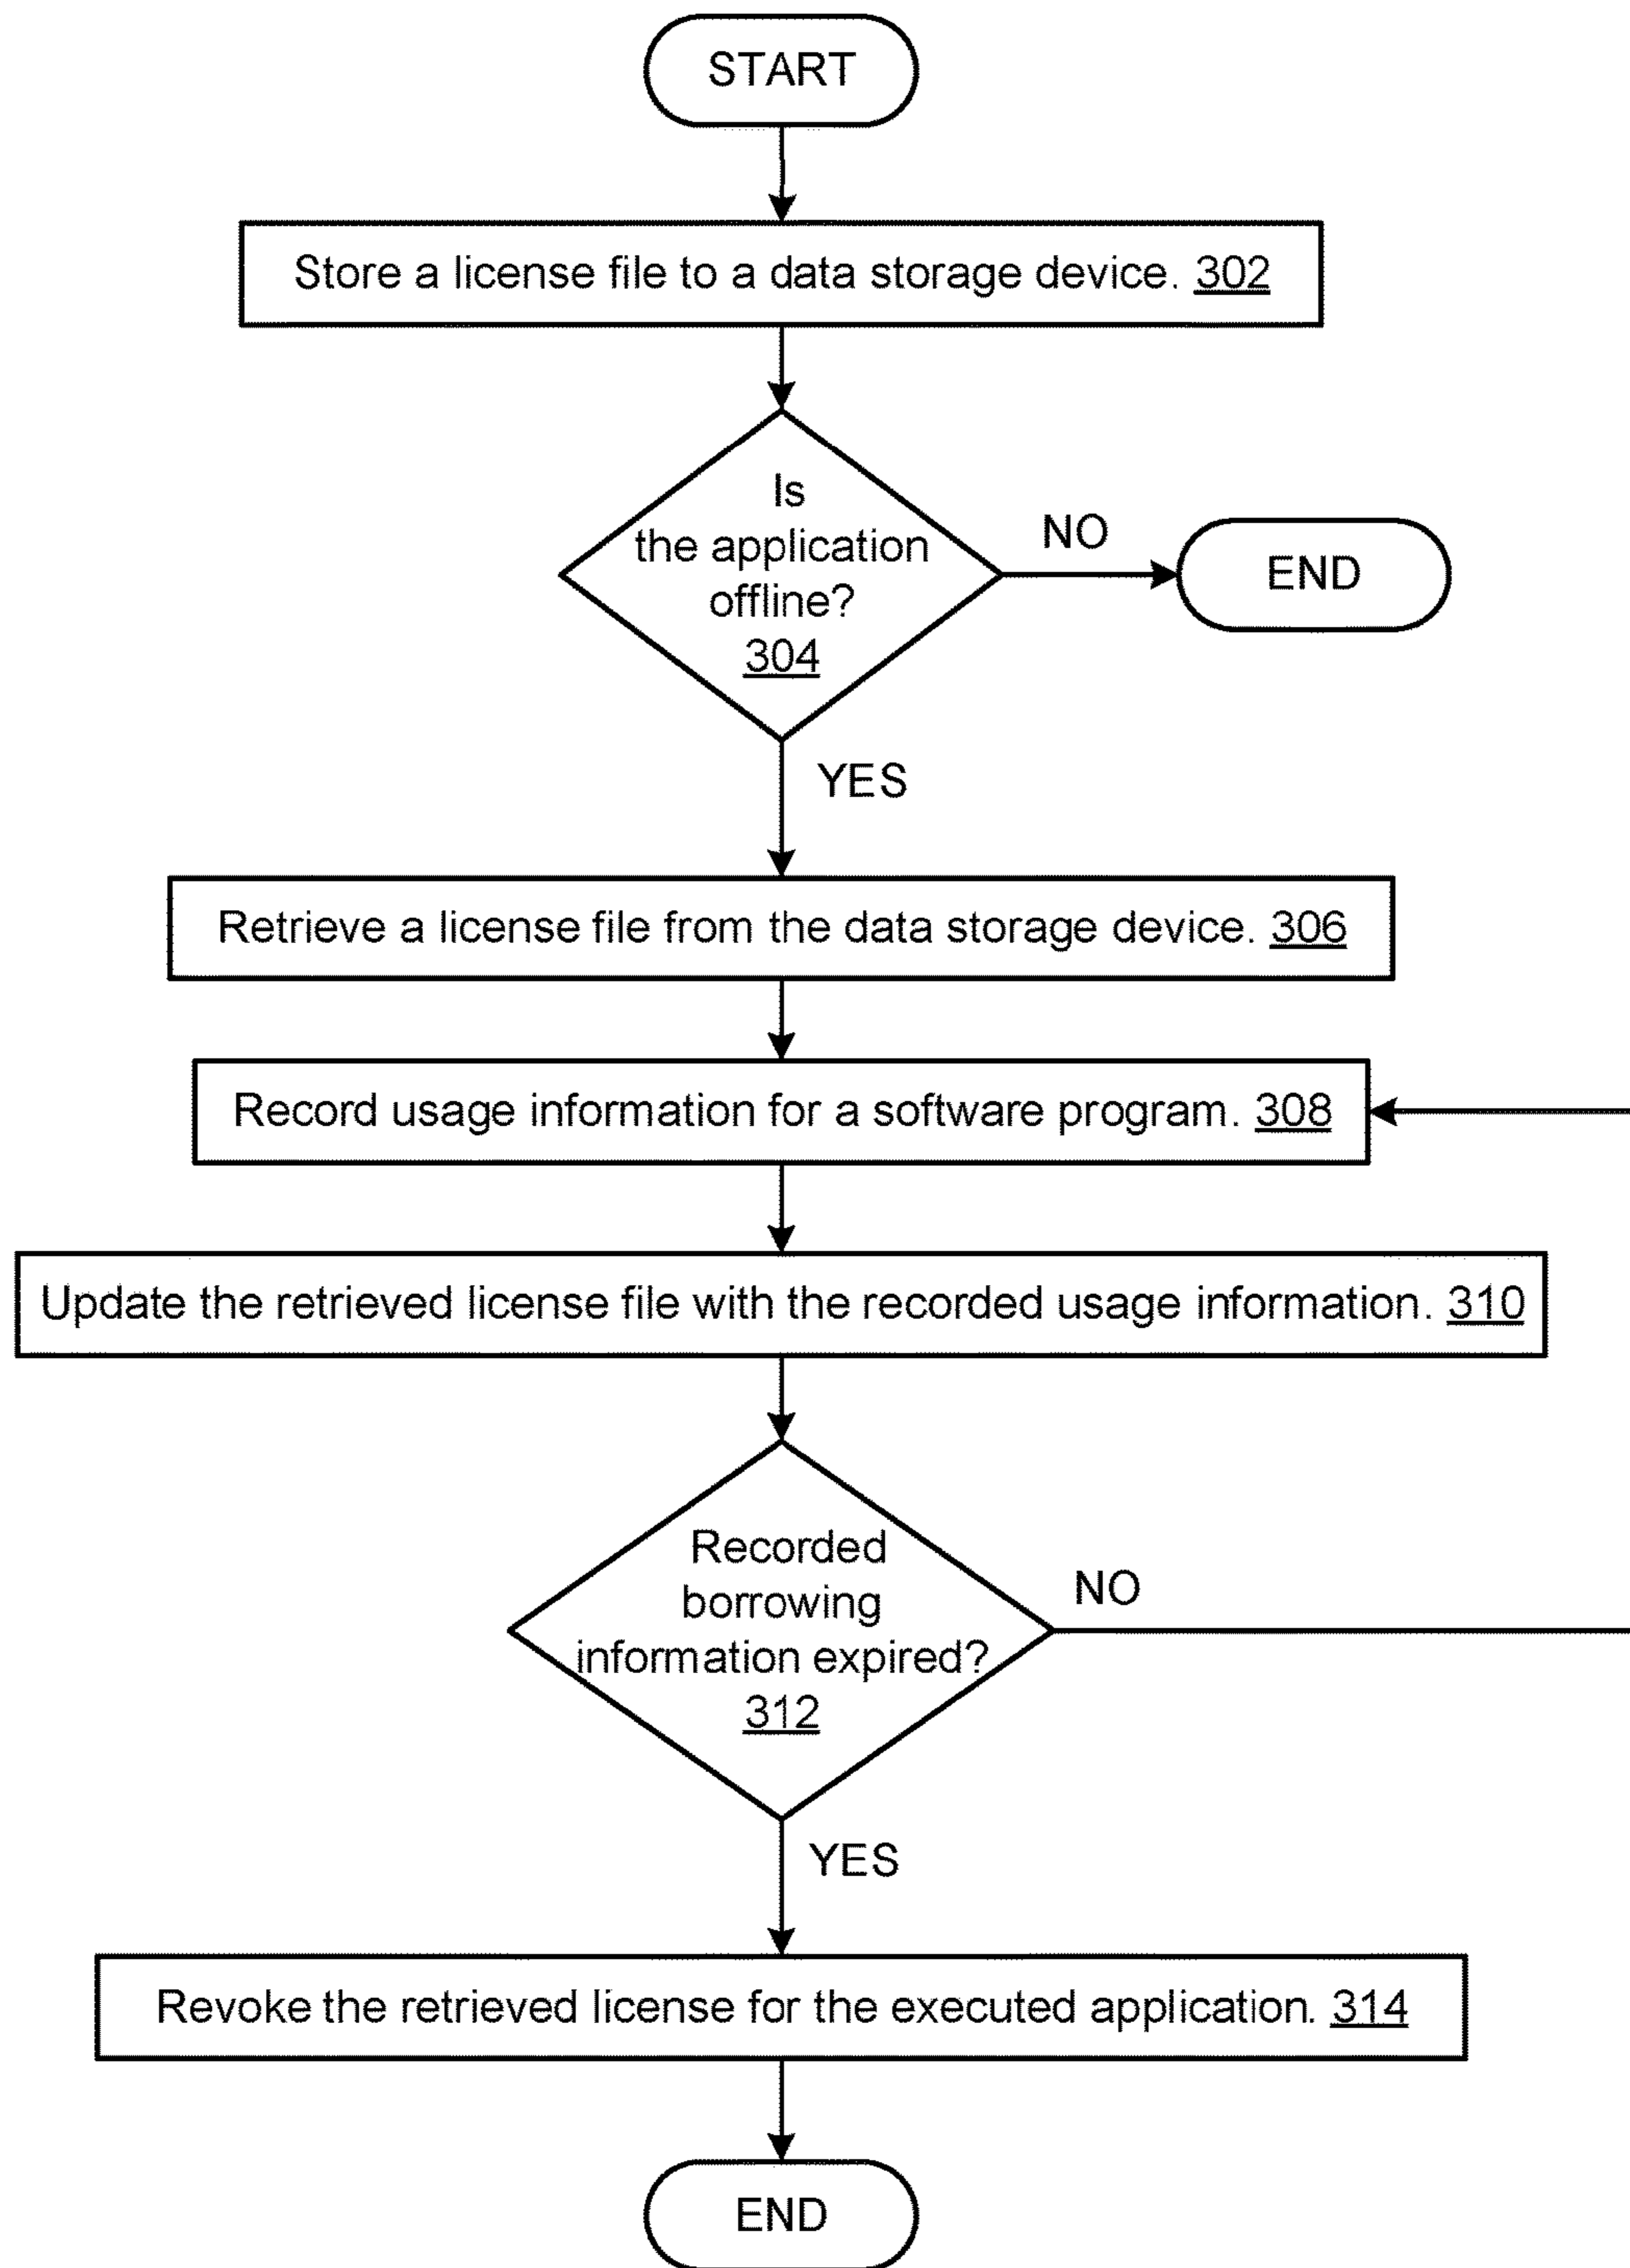 START
Store a license file to a data storage device. 302
Is
the application
offline?
304
NO
END
YES
Retrieve a license file from the data storage device. 306
Record usage information for a software program. 308
Update the retrieved license file with the recorded usage information. 310
Recorded
borrowing
information expired?
312
NO
YES
Revoke the retrieved license for the executed application. 314
END